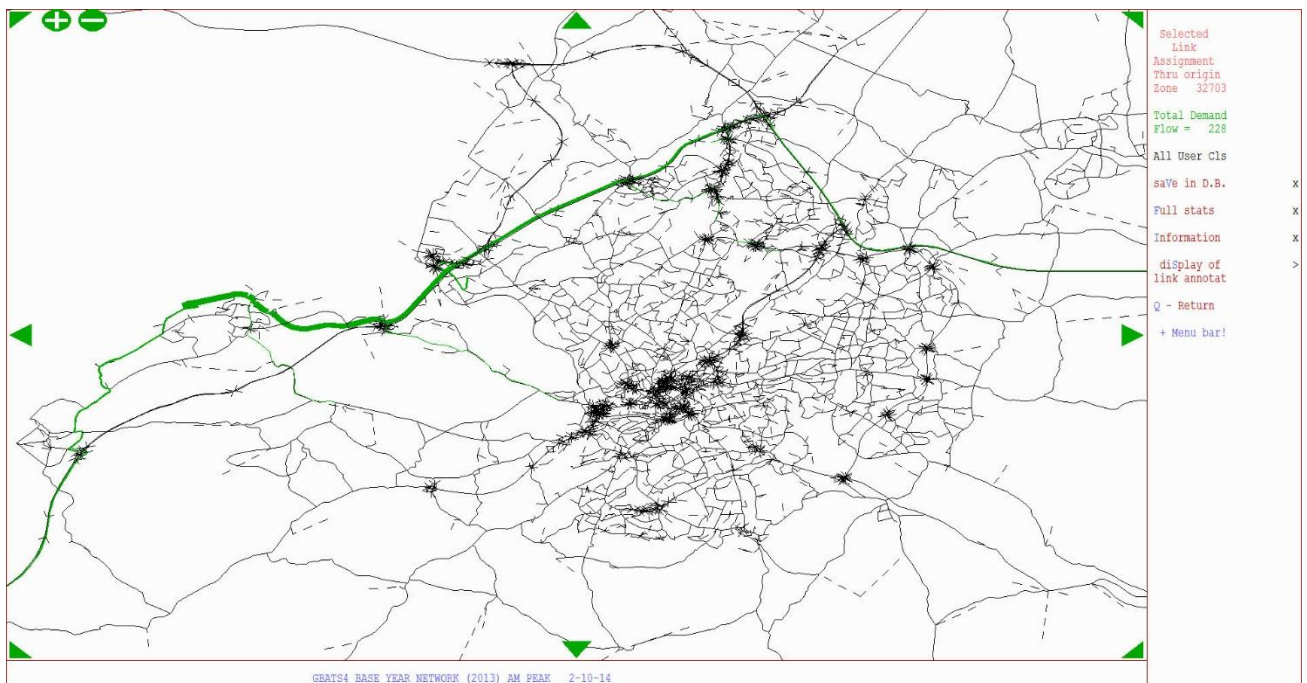 Selected
Link
Assignment
Thru origin
Zone 32703
Total Demand
Flow = 228
All User Cls
saVe in D.B. x
Full stats x
Information x
diSplay of >
link annotat
Q - Return
+ Menu bar!
GBATS4 BASE YEAR NETWORK (2013) AM PEAK 2-10-14